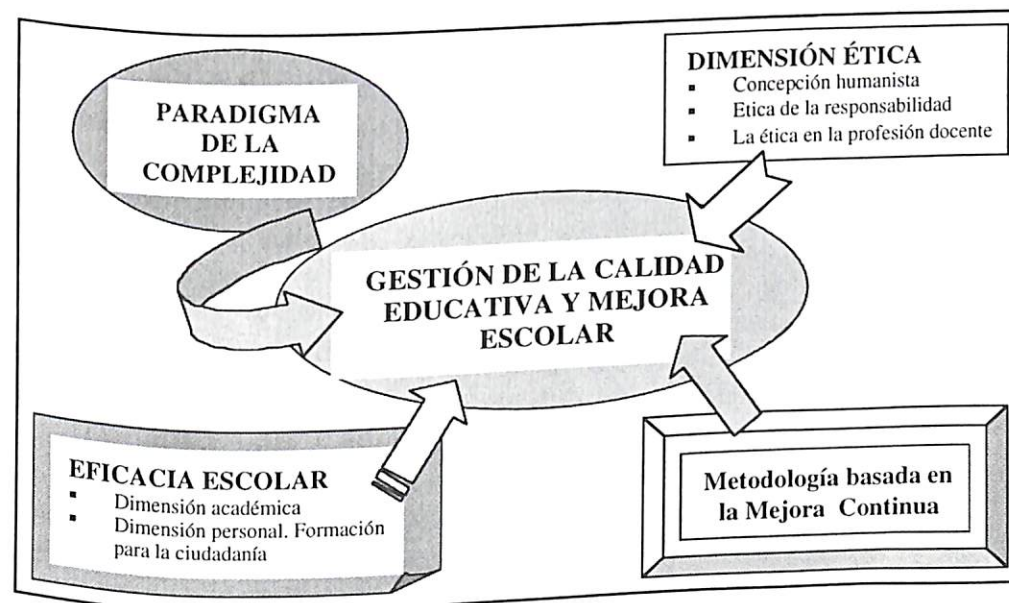 PARADIGMA
DE LA
COMPLEJIDAD
DIMENSIÓN ÉTICA
▪ Concepción humanista
▪ Etica de la responsabilidad
▪ La ética en la profesión docente
GESTIÓN DE LA CALIDAD
EDUCATIVA Y MEJORA
ESCOLAR
EFICACIA ESCOLAR
▪ Dimensión académica
▪ Dimensión personal. Formación
para la ciudadanía
Metodología basada en
la Mejora Continua